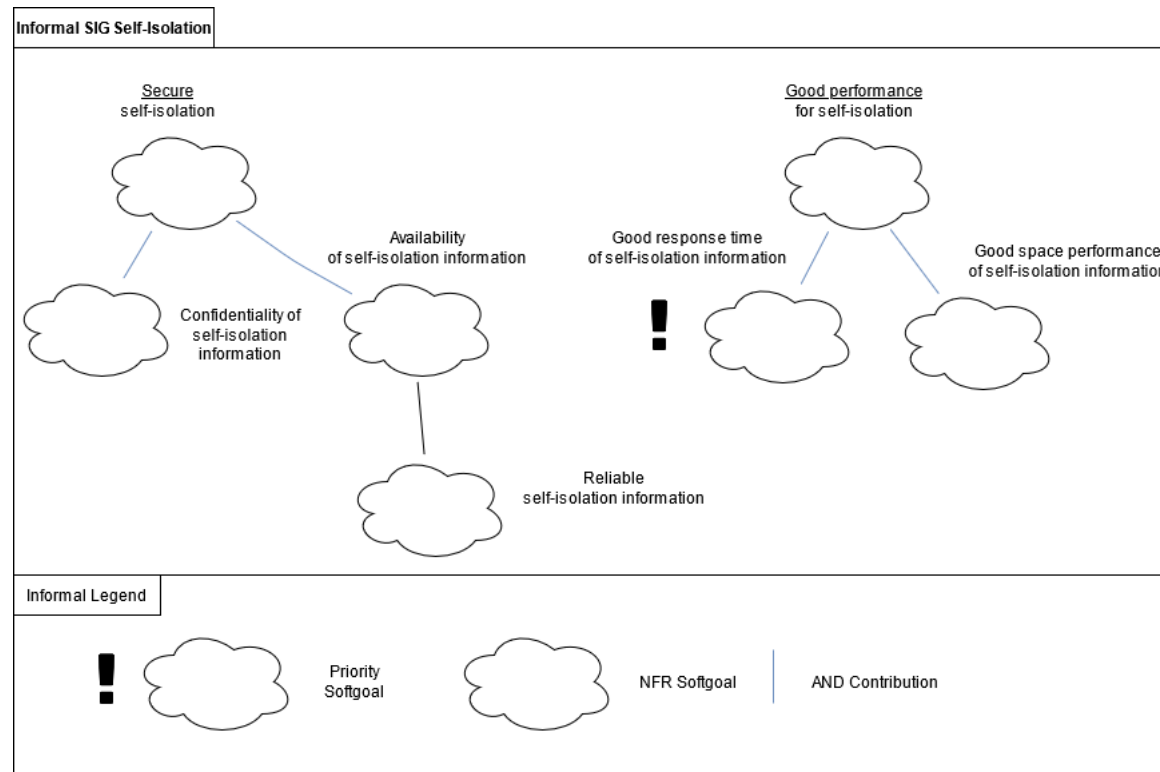 Informal SIG Self-Isolation
Secure
self-isolation
Good performance
for self-isolation
Availability
of self-isolation information
Good response time
of self-isolation information
Good space performance
of self-isolation information
Confidentiality of
self-isolation
information
!
Reliable
self-isolation information
Informal Legend
!
Priority
Softgoal
NFR Softgoal
AND Contribution